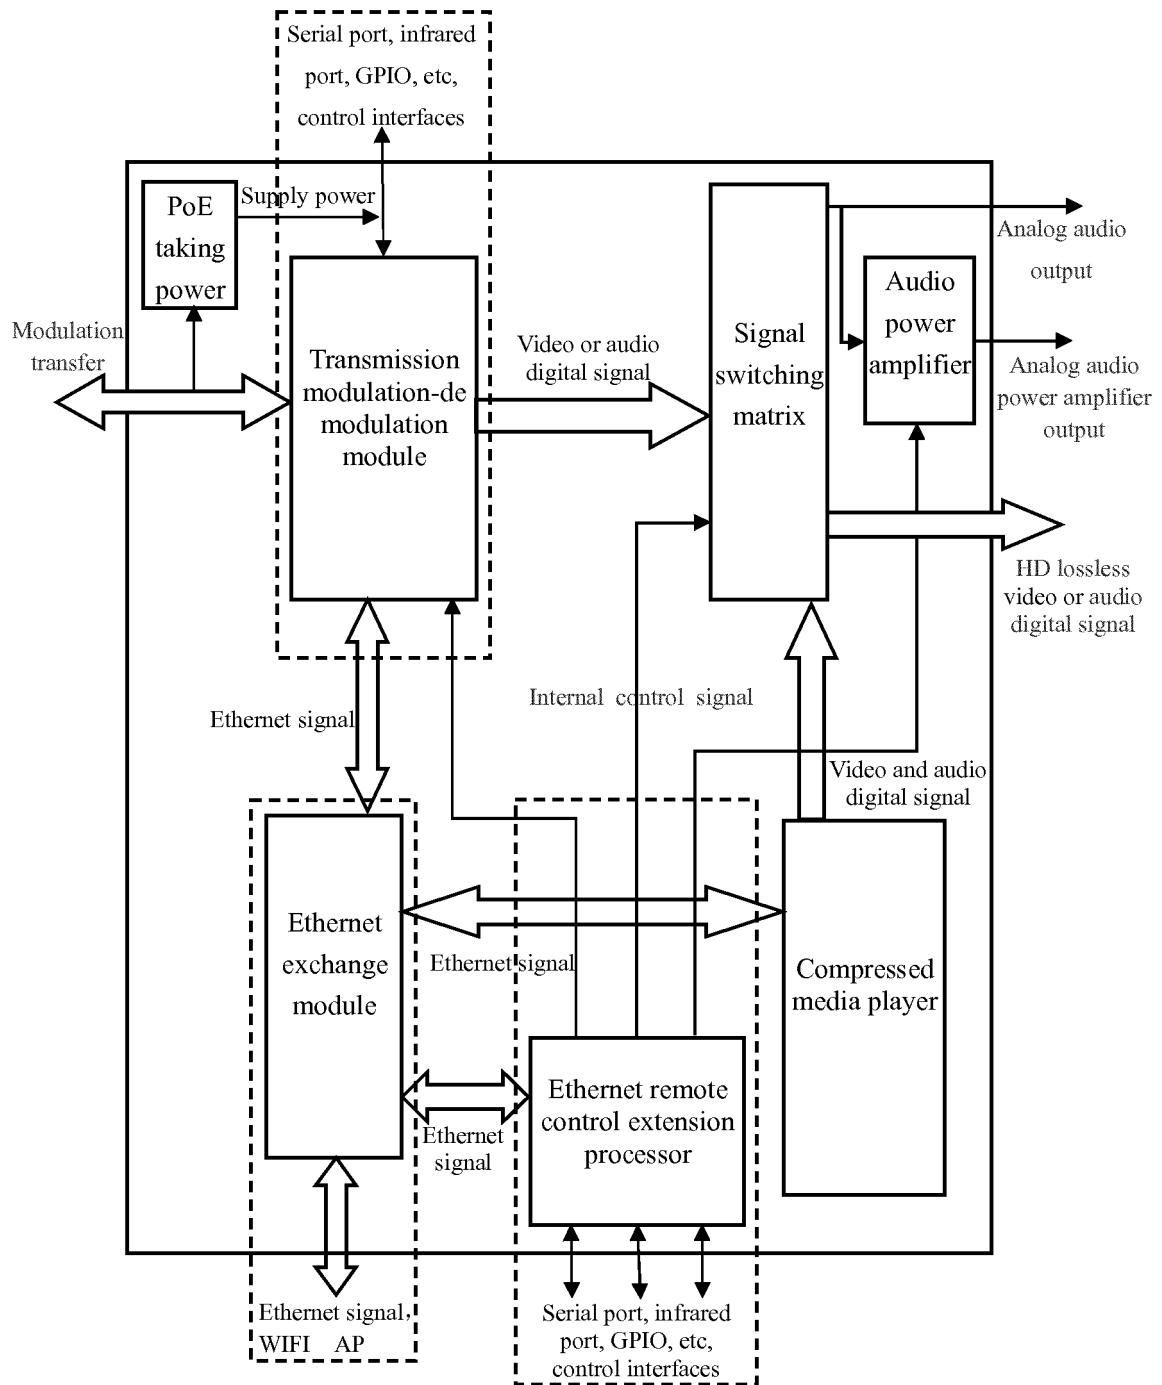 Serial port, infrared
port, GPIO, etc,
control interfaces
PoE
taking
power
Supply power
Modulation
transfer
Transmission
modulation-de
modulation
module
Video or audio
digital signal
Signal
switching
matrix
Analog audio
output
Audio
power
amplifier
Analog audio
power amplifier
output
HD lossless
video or audio
digital signal
Internal control signal
Ethernet signal
Video and audio
digital signal
Ethernet
exchange
module
Ethernet signal
Compressed
media player
Ethernet remote
control extension
processor
Ethernet
signal
Ethernet signal,
WIFI AP
Serial port, infrared
port, GPIO, etc,
control interfaces